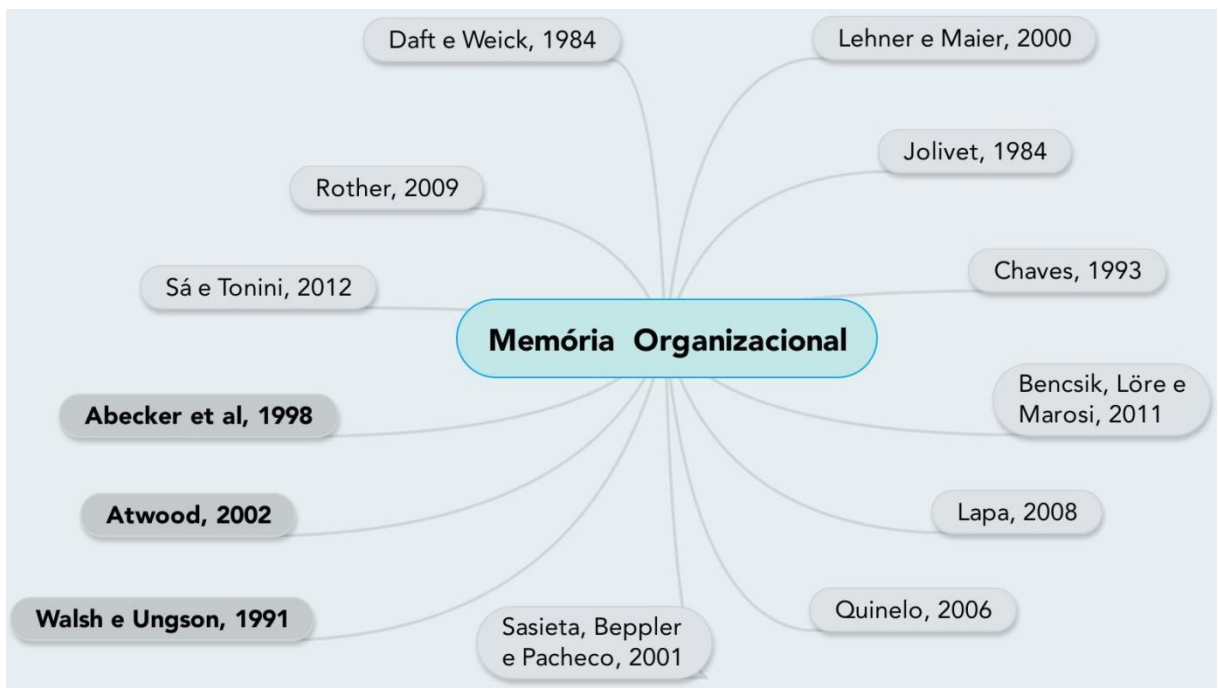 Daft e Weick, 1984
Lehner e Maier, 2000
Jolivet, 1984
Rother, 2009
Chaves, 1993
Sá e Tonini, 2012
Memória Organizacional
Bencsik, Löre e
Marosi, 2011
Abecker et al, 1998
Atwood, 2002
Lapa, 2008
Walsh e Ungson, 1991
Quinelo, 2006
Sasieta, Beppler
e Pacheco, 2001